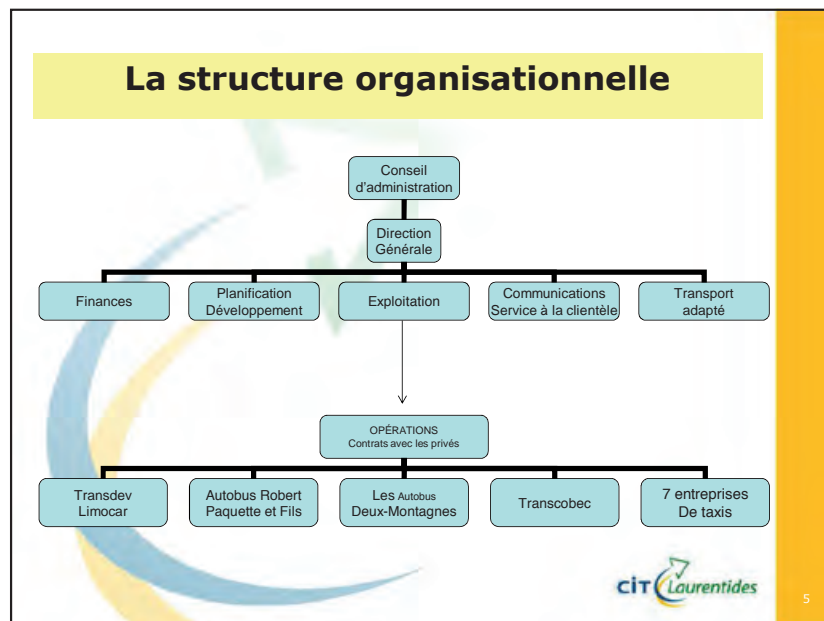 La structure organisationnelle
Conseil
d'administration
Direction
Générale
Finances
Planification
Développement
Exploitation
Communications
Service à la clientèle
Transport
adapté
OPÉRATIONS
Contrats avec les privés
Transdev
Limocar
Autobus Robert
Paquette et Fils
Les Autobus
Deux-Montagnes
Transcobec
7 entreprises
De taxis
CiT Laurentides
5